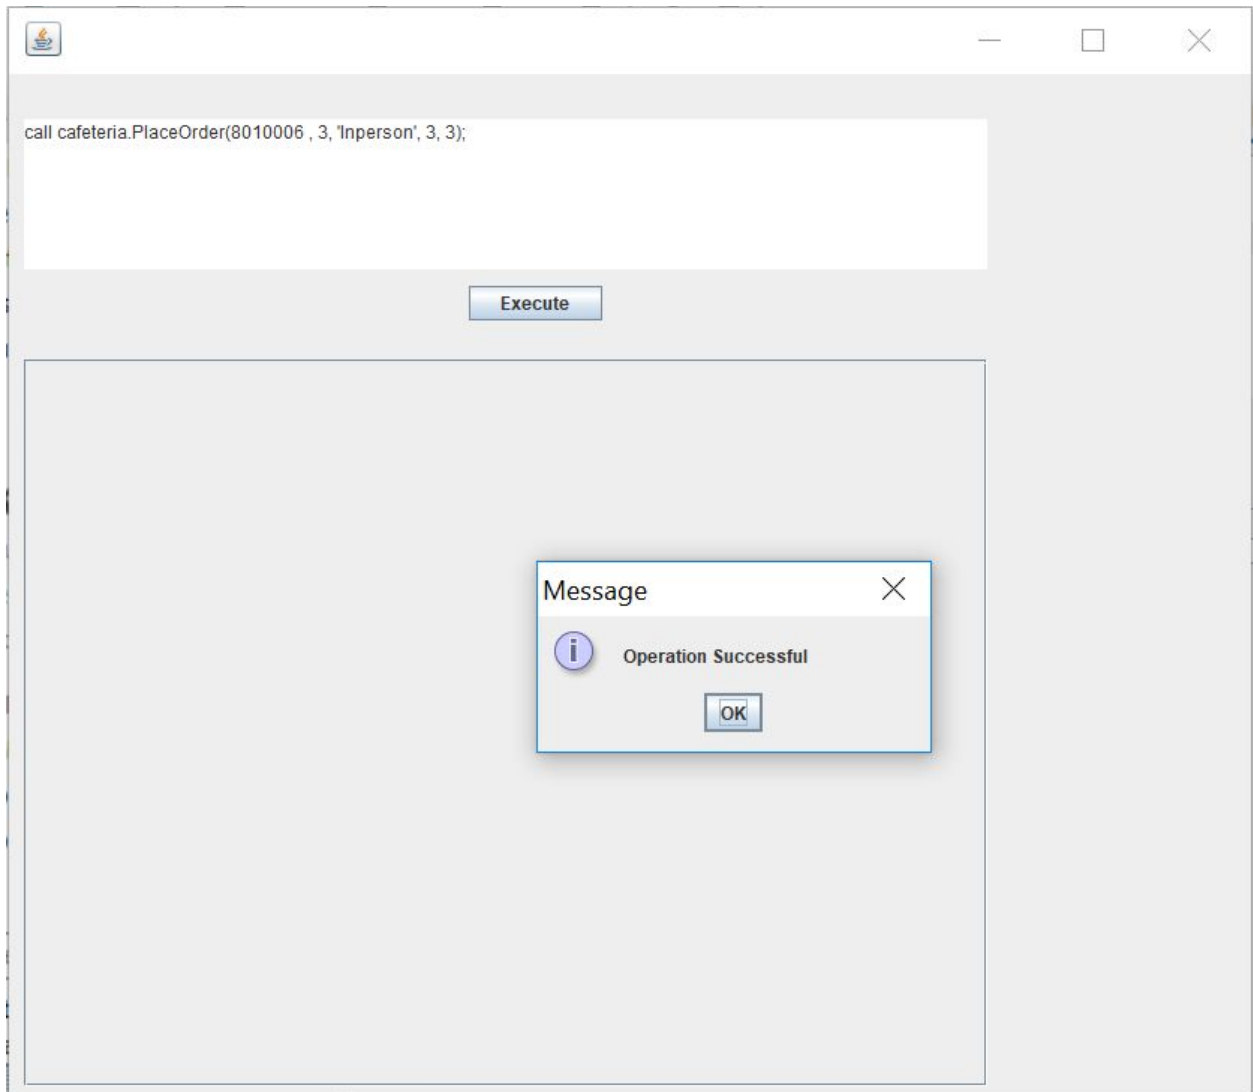 call cafeteria.PlaceOrder(8010006 , 3, 'Inperson', 3, 3);
Execute
Message
Operation Successful
OK